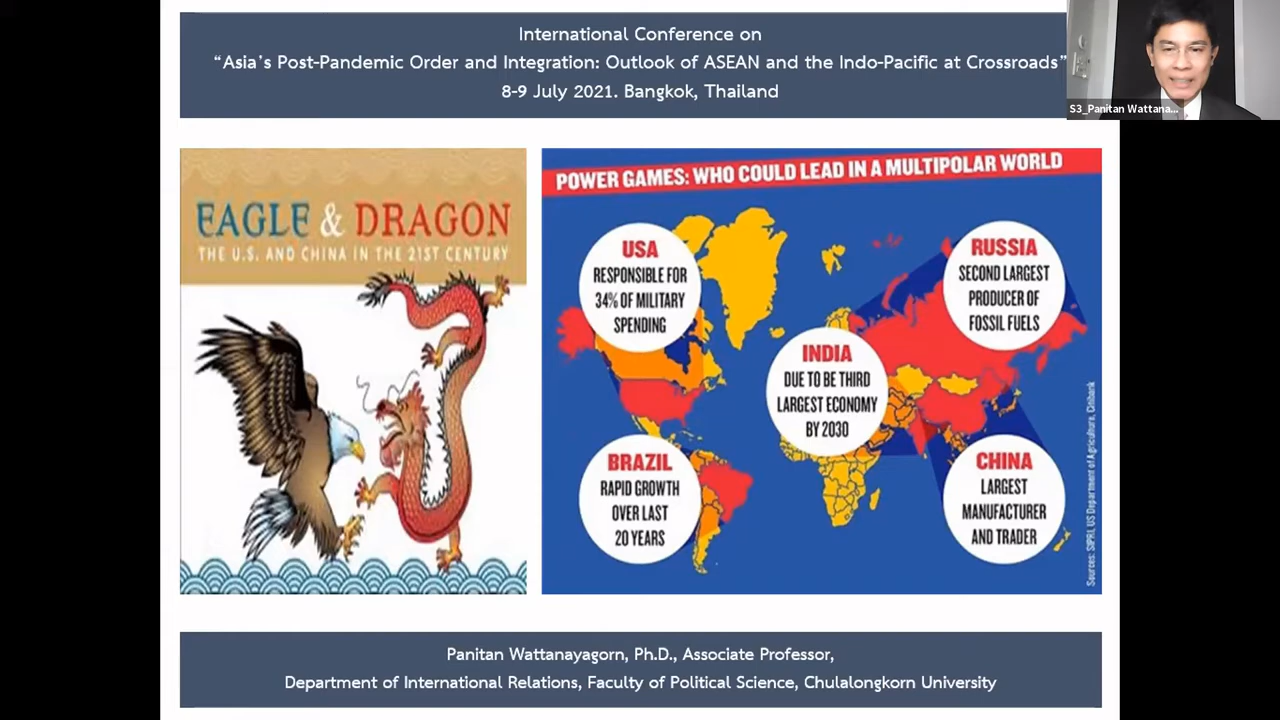 International Conference on
“Asia's Post-Pandemic Order and Integration: Outlook of ASEAN and the Indo-Pacific at Crossroads”
8-9 July 2021. Bangkok, Thailand
S3_Panitan Wattana...
EAGLE & DRAGON
THE U.S. AND CHINA IN THE 21ST CENTURY
POWER GAMES: WHO COULD LEAD IN A MULTIPOLAR WORLD
USA
RESPONSIBLE FOR
34% OF MILITARY
SPENDING
RUSSIA
SECOND LARGEST
PRODUCER OF
FOSSIL FUELS
INDIA
DUE TO BE THIRD
LARGEST ECONOMY
BY 2030
BRAZIL
RAPID GROWTH
OVER LAST
20 YEARS
CHINA
LARGEST
MANUFACTURER
AND TRADER
Sources: SIPRI, US Department of Agriculture, Citibank
Panitan Wattanayagorn, Ph.D., Associate Professor,
Department of International Relations, Faculty of Political Science, Chulalongkorn University